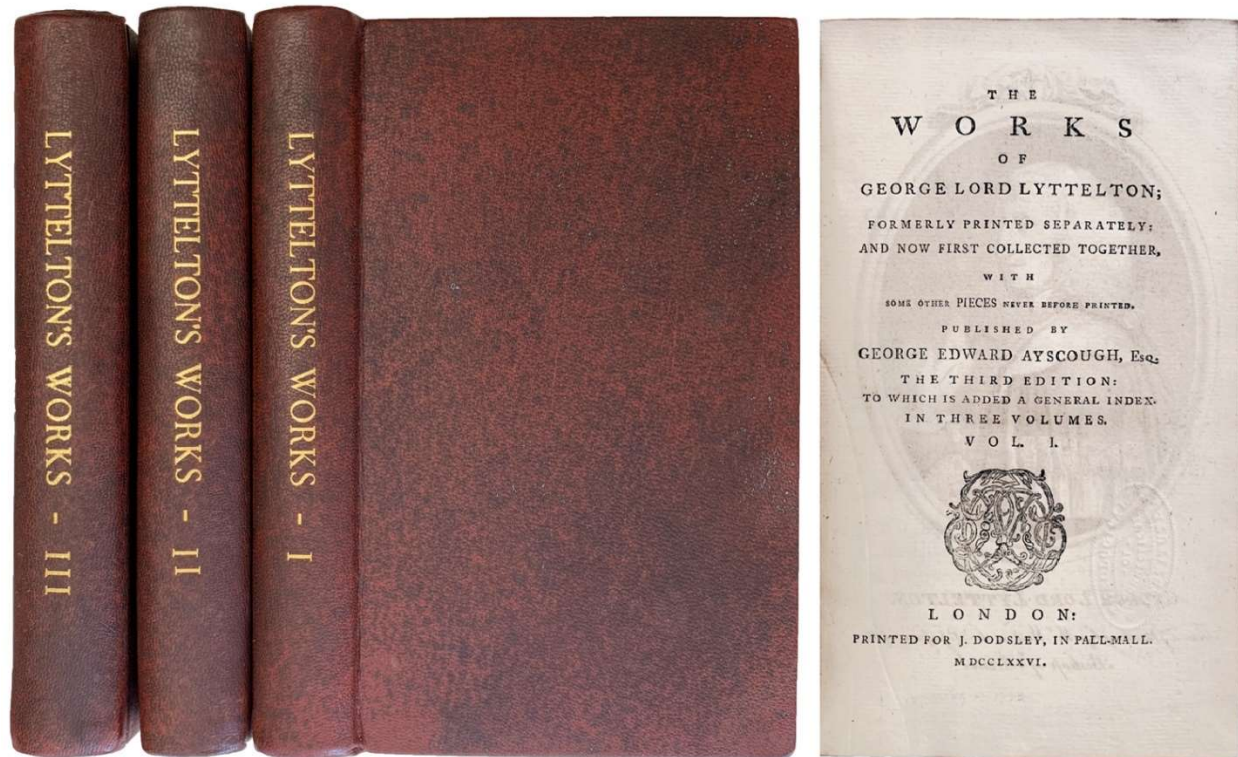 LYTTELTON'S WORKS - III
LYTTELTON'S WORKS - II
LYTTELTON'S WORKS - I
THE
WORKS
OF
GEORGE LORD LYTTELTON;
FORMERLY PRINTED SEPARATELY:
AND NOW FIRST COLLECTED TOGETHER,
WITH
SOME OTHER PIECES NEVER BEFORE PRINTED.
PUBLISHED BY
GEORGE EDWARD AYSCOUGH, Esq.
THE THIRD EDITION:
TO WHICH IS ADDED A GENERAL INDEX.
IN THREE VOLUMES.
VOL. I.
LONDON:
PRINTED FOR J. DODSLEY, IN PALL-MALL.
MDCCLXXVI.